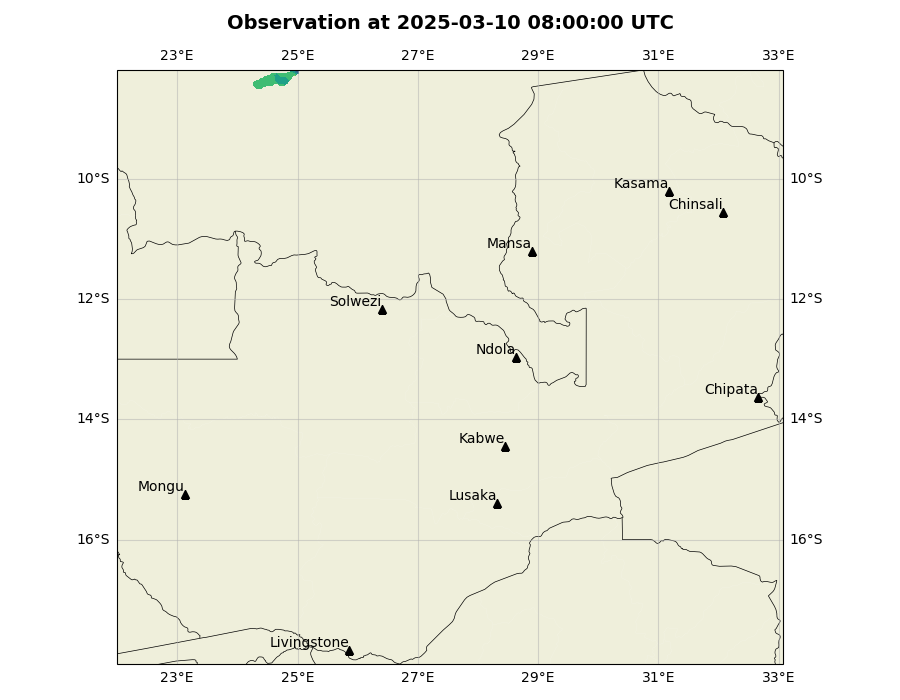 Observation at 2025-03-10 08:00:00 UTC
23°E 25°E 27°E 29°E 31°E 33°E
10°S 10°S
Kasama
Chinsali
Mansa
12°S 12°S
Solwezi
Ndola
Chipata
14°S 14°S
Kabwe
Mongu
Lusaka
16°S 16°S
Livingstone
23°E 25°E 27°E 29°E 31°E 33°E